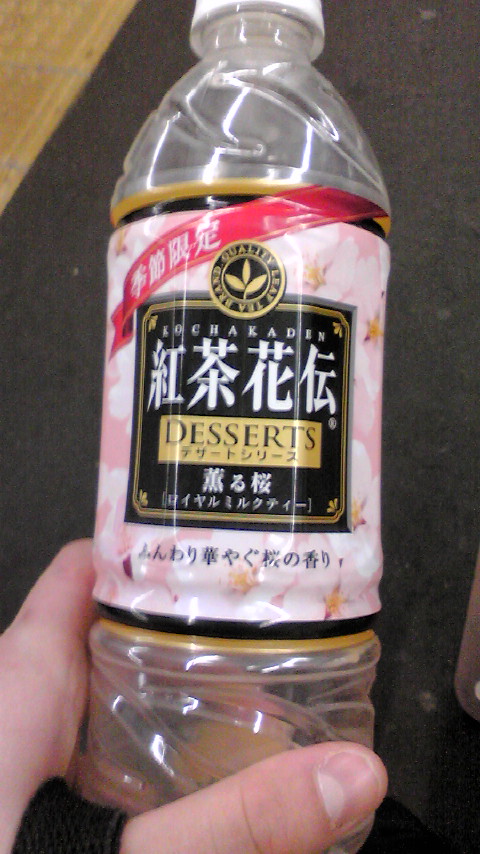 季節限定
QUALITY LEAF TEA BRAND
KOCHAKADEN
紅茶花伝®
DESSERTS
デザートシリーズ
薫る桜
[ロイヤルミルクティー]
ふんわり華やぐ桜の香り